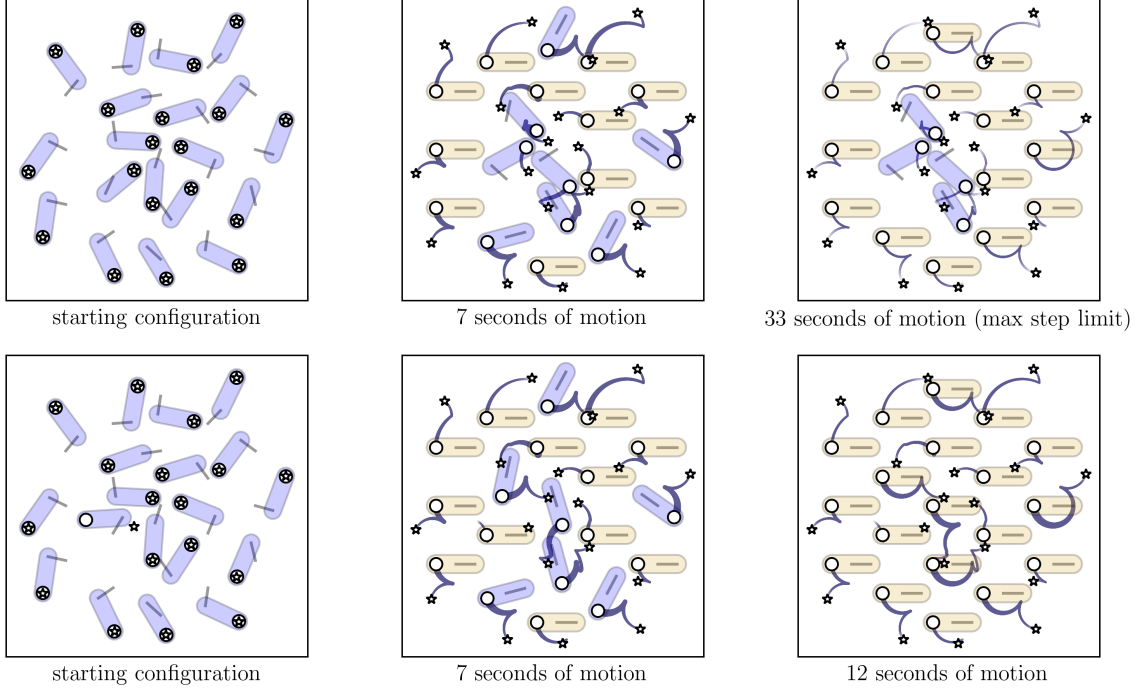 starting configuration
7 seconds of motion
33 seconds of motion (max step limit)
starting configuration
7 seconds of motion
12 seconds of motion